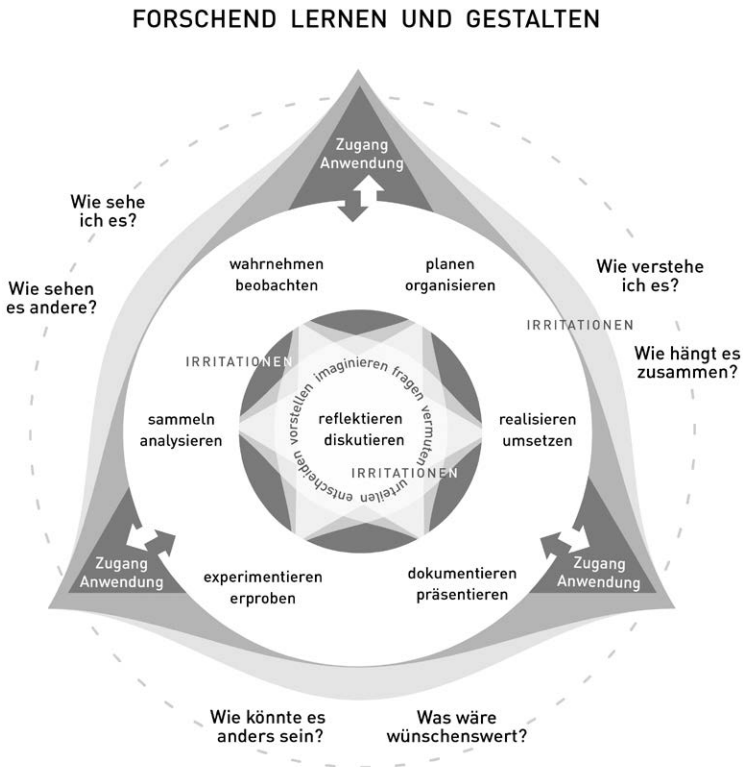 FORSCHEND LERNEN UND GESTALTEN
Zugang
Anwendung
Wie sehe
ich es?
Wie sehen
es andere?
Wie verstehe
ich es?
Wie hängt es
zusammen?
wahrnehmen
beobachten
planen
organisieren
IRRITATIONEN
IRRITATIONEN
sammeln
analysieren
vorstellen imaginieren fragen vermuten urteilen entscheiden
reflektieren
diskutieren
IRRITATIONEN
realisieren
umsetzen
Zugang
Anwendung
experimentieren
erproben
dokumentieren
präsentieren
Zugang
Anwendung
Wie könnte es
anders sein?
Was wäre
wünschenswert?